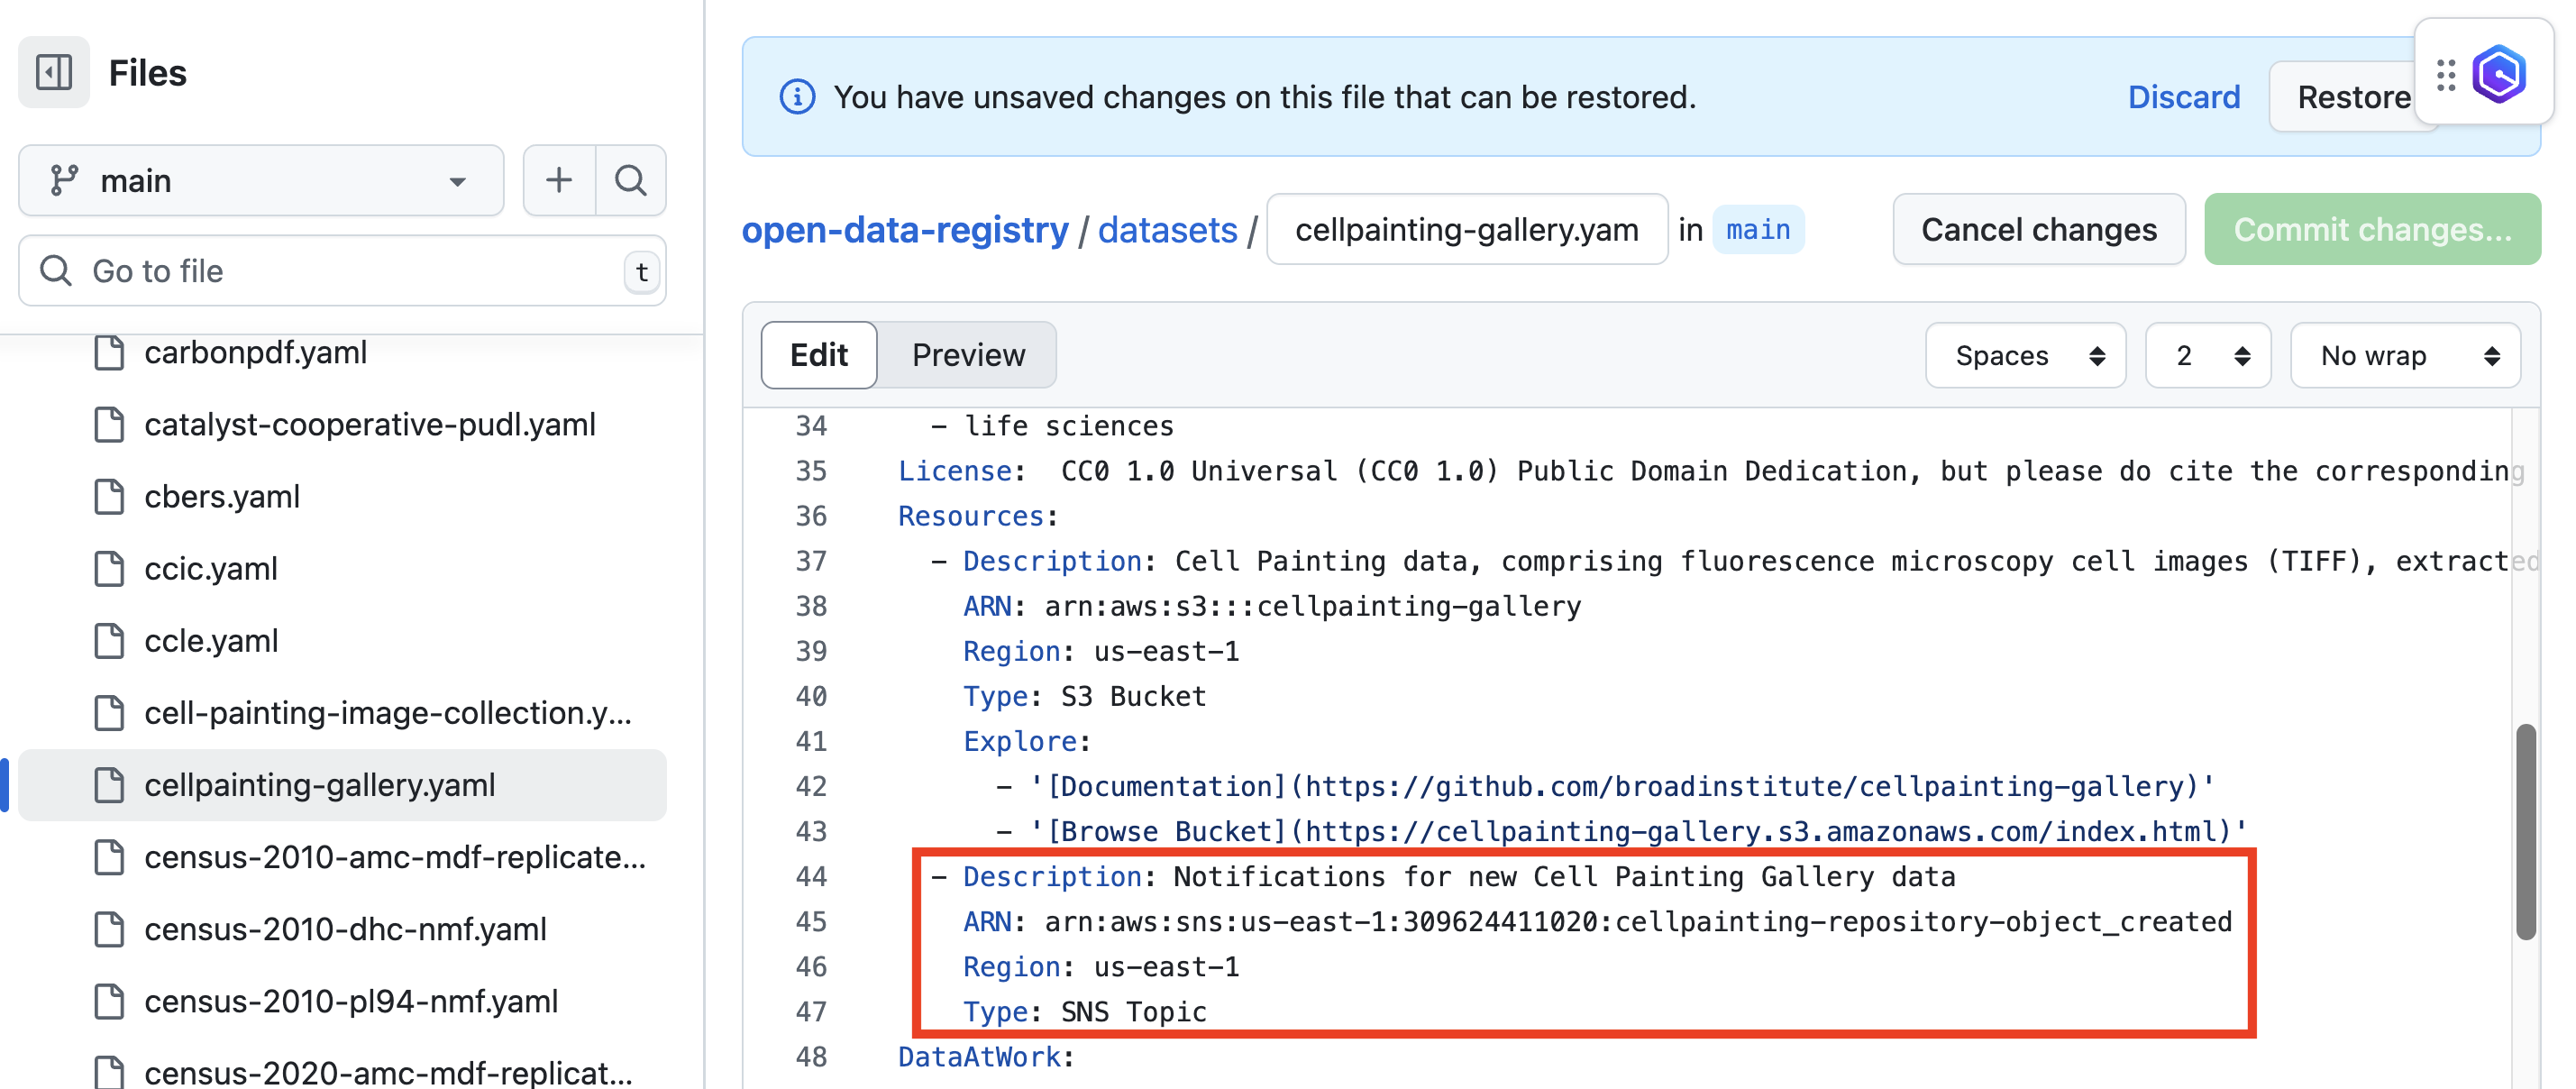 Files
main
Go to file
t
carbonpdf.yaml
catalyst-cooperative-pudl.yaml
cbers.yaml
ccic.yaml
ccle.yaml
cell-painting-image-collection.y...
cellpainting-gallery.yaml
census-2010-amc-mdf-replicate...
census-2010-dhc-nmf.yaml
census-2010-pl94-nmf.yaml
census-2020-amc-mdf-replicat...
You have unsaved changes on this file that can be restored.
Discard
Restore
open-data-registry / datasets / cellpainting-gallery.yam in main
Cancel changes
Commit changes...
Edit
Preview
Spaces
2
No wrap
34 - life sciences
35 License:  CC0 1.0 Universal (CC0 1.0) Public Domain Dedication, but please do cite the corresponding
36 Resources:
37 - Description: Cell Painting data, comprising fluorescence microscopy cell images (TIFF), extracted
38 ARN: arn:aws:s3:::cellpainting-gallery
39 Region: us-east-1
40 Type: S3 Bucket
41 Explore:
42 - '[Documentation](https://github.com/broadinstitute/cellpainting-gallery)'
43 - '[Browse Bucket](https://cellpainting-gallery.s3.amazonaws.com/index.html)'
44 - Description: Notifications for new Cell Painting Gallery data
45 ARN: arn:aws:sns:us-east-1:309624411020:cellpainting-repository-object_created
46 Region: us-east-1
47 Type: SNS Topic
48 DataAtWork: